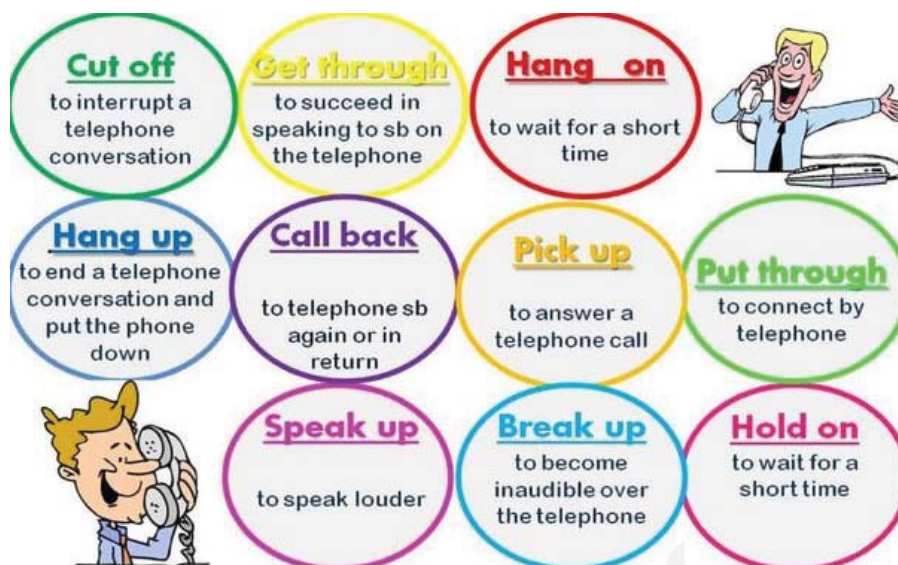 Cut off
to interrupt a
telephone
conversation
Get through
to succeed in
speaking to sb on
the telephone
Hang on
to wait for a short
time
Hang up
to end a telephone
conversation and
put the phone
down
Call back
to telephone sb
again or in
return
Pick up
to answer a
telephone call
Put through
to connect by
telephone
Speak up
to speak louder
Break up
to become
inaudible over
the telephone
Hold on
to wait for a
short time